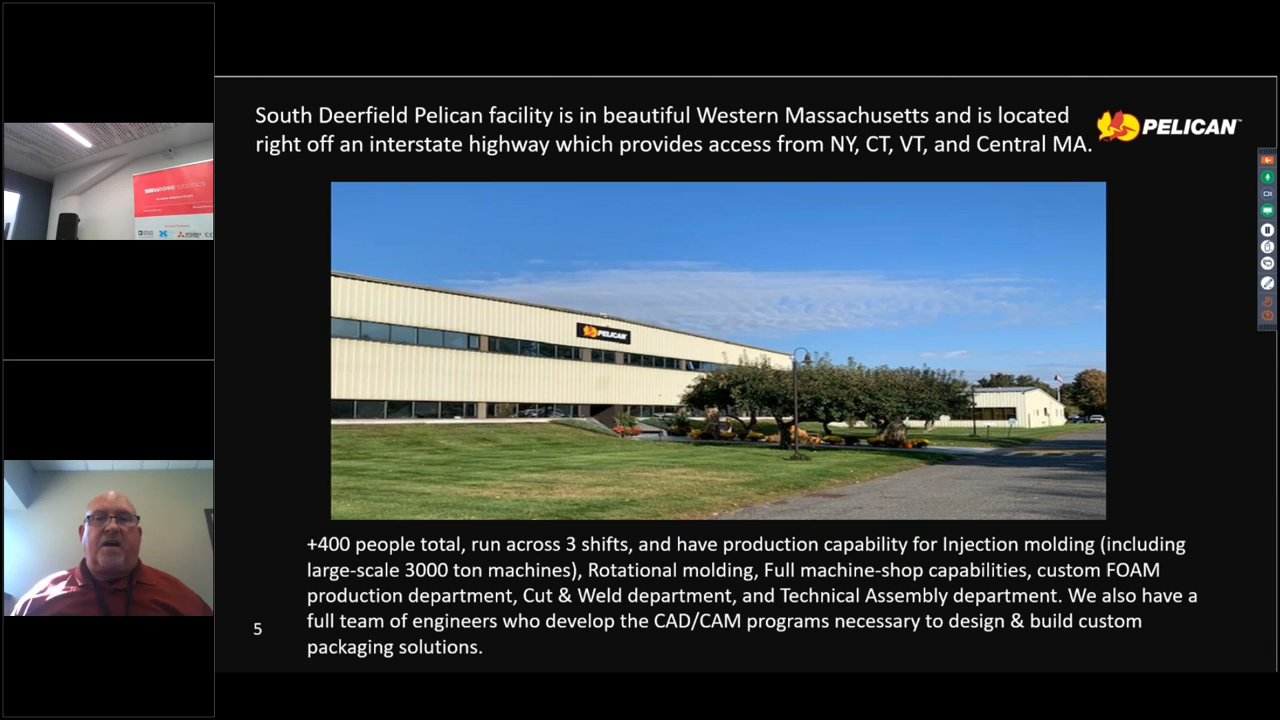 South Deerfield Pelican facility is in beautiful Western Massachusetts and is located
right off an interstate highway which provides access from NY, CT, VT, and Central MA.
PELICAN™
PELICAN
+400 people total, run across 3 shifts, and have production capability for Injection molding (including
large-scale 3000 ton machines), Rotational molding, Full machine-shop capabilities, custom FOAM
production department, Cut & Weld department, and Technical Assembly department. We also have a
full team of engineers who develop the CAD/CAM programs necessary to design & build custom
packaging solutions.
5